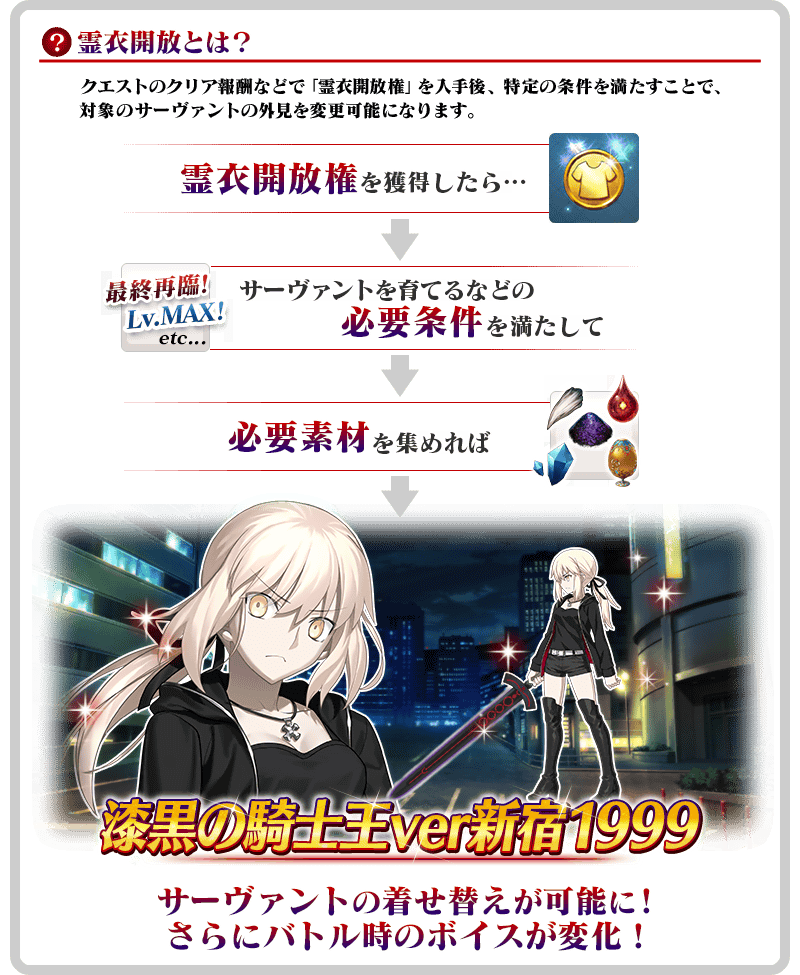 ? 霊衣開放とは？
クエストのクリア報酬などで「霊衣開放権」を入手後、特定の条件を満たすことで、
対象のサーヴァントの外見を変更可能になります。
霊衣開放権を獲得したら…
最終再臨!
Lv.MAX!
etc...
サーヴァントを育てるなどの
必要条件を満たして
必要素材を集めれば
漆黒の騎士王ver新宿1999
サーヴァントの着せ替えが可能に!
さらにバトル時のボイスが変化！